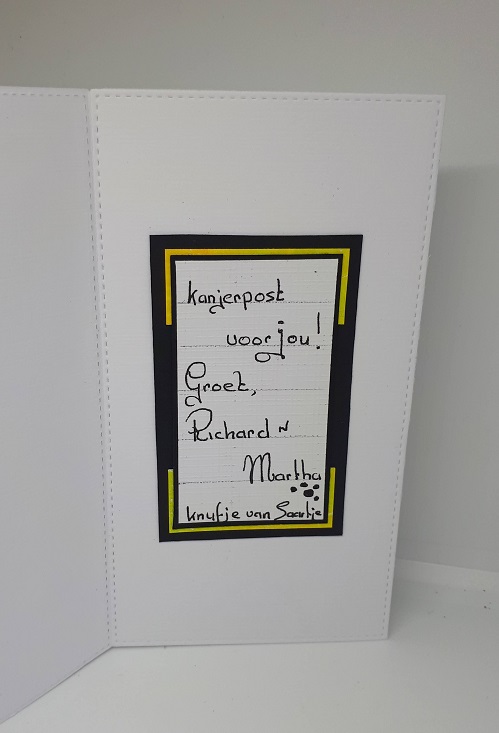 kanjerpost
voor jou!
Groet,
Richard N
Martha
knufje van Saartje